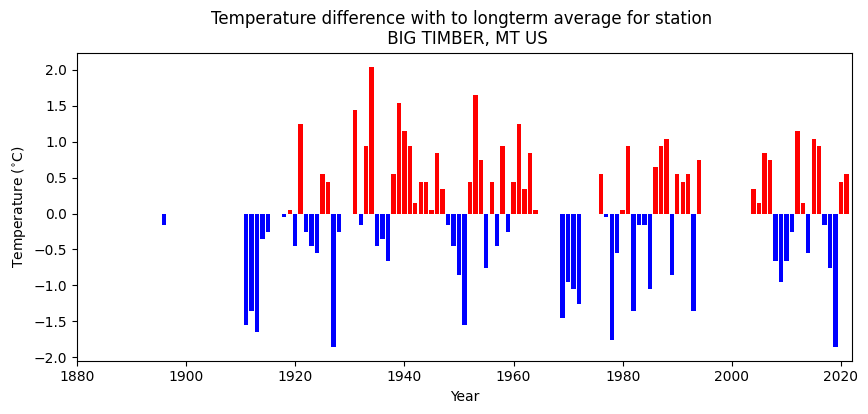 Temperature difference with to longterm average for station
BIG TIMBER, MT US
2.0
1.5
1.0
0.5
0.0
−0.5
−1.0
−1.5
−2.0
Temperature (°C)
1880 1900 1920 1940 1960 1980 2000 2020
Year